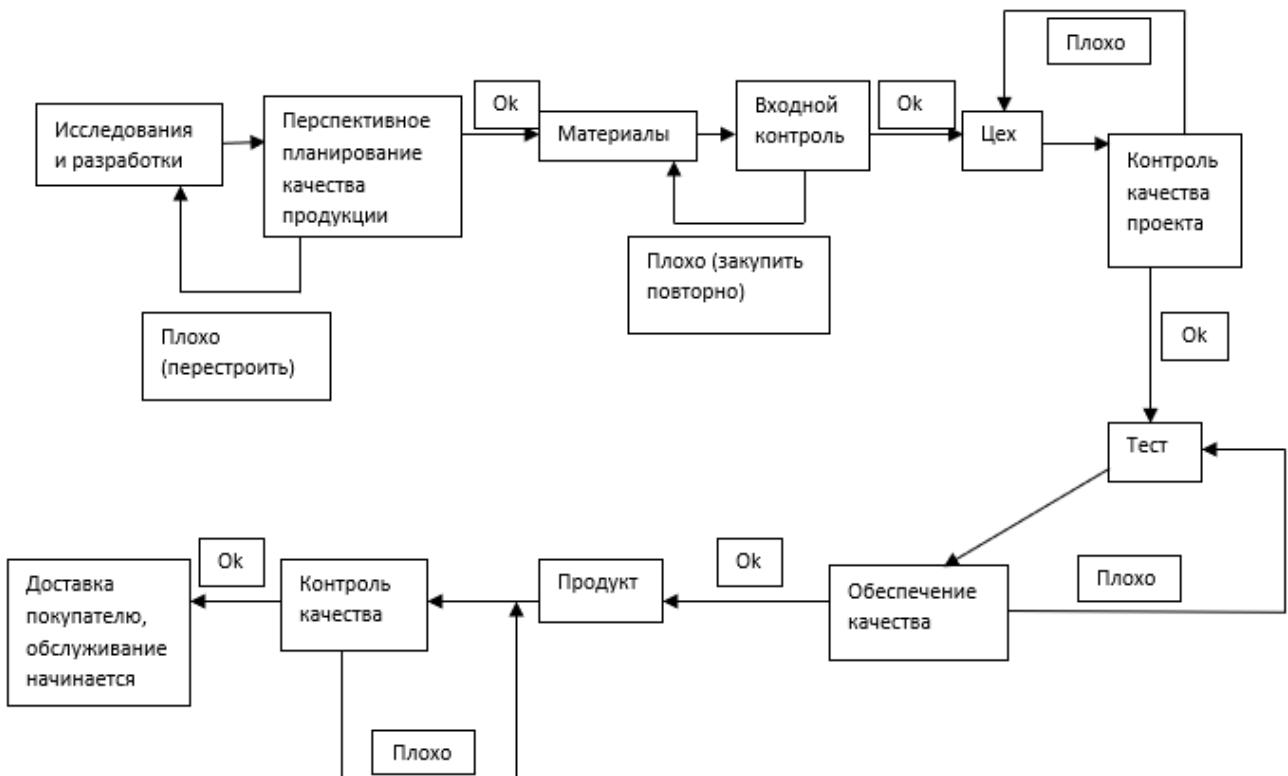 Исследования
и разработки
Перспективное
планирование
качества
продукции
Плохо
(перестроить)
Ok
Материалы
Входной
контроль
Плохо (закупить
повторно)
Ok
Цех
Плохо
Контроль
качества
проекта
Ok
Тест
Обеспечение
качества
Плохо
Ok
Продукт
Контроль
качества
Плохо
Ok
Доставка
покупателю,
обслуживание
начинается